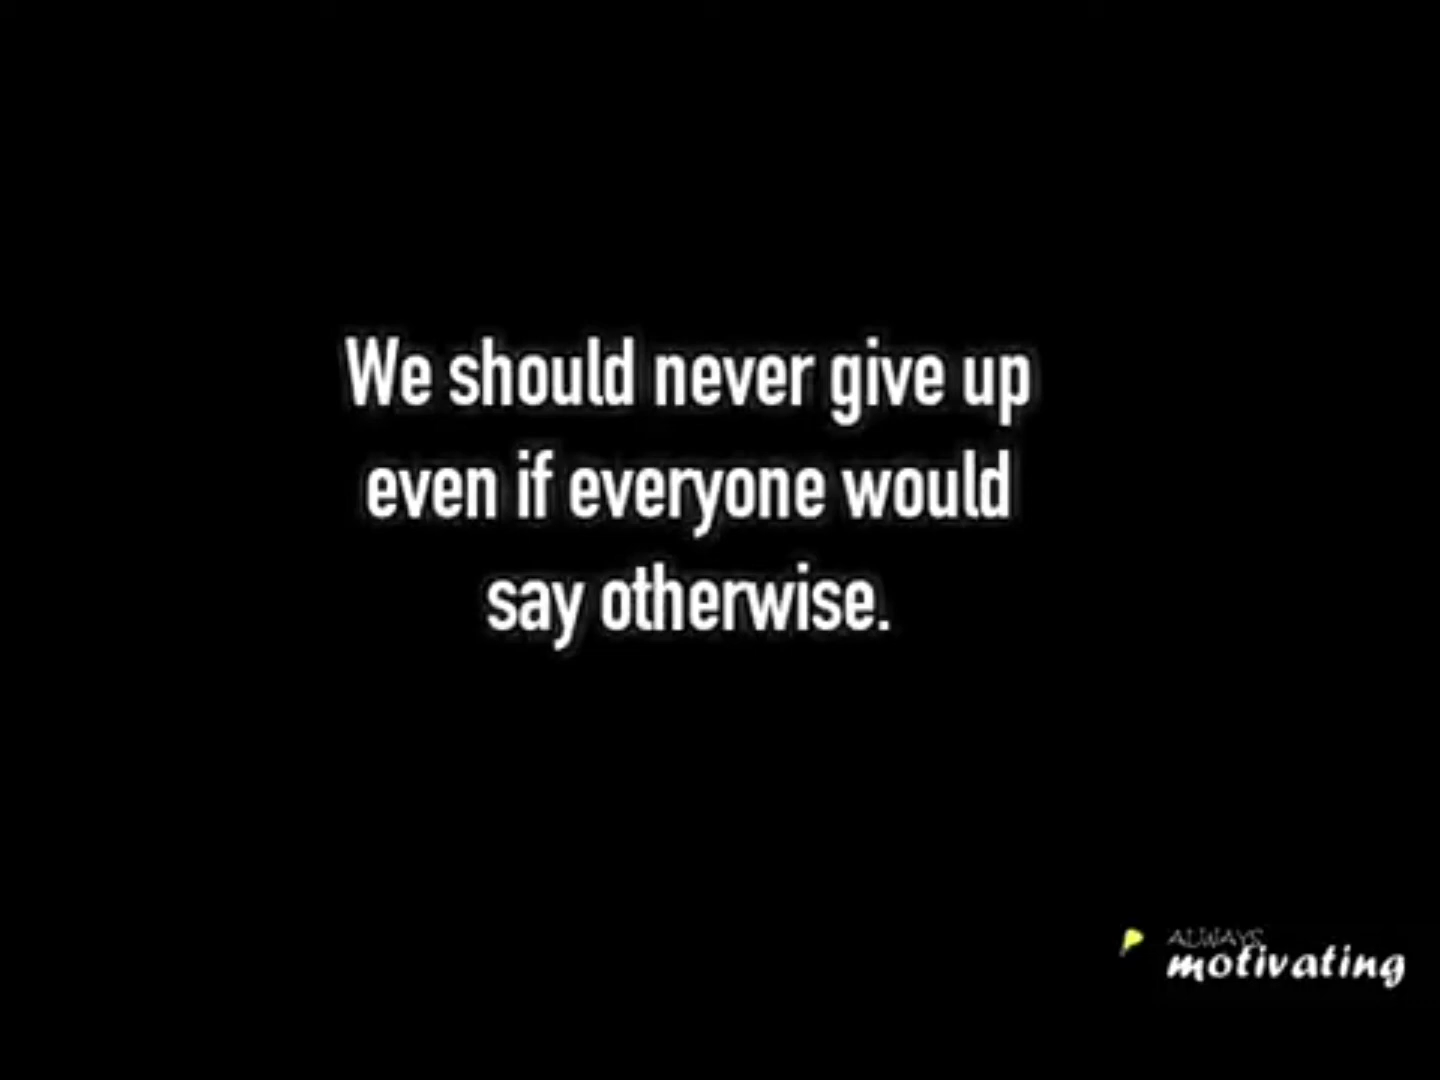 We should never give up
even if everyone would
say otherwise.
ALWAYS
motivating